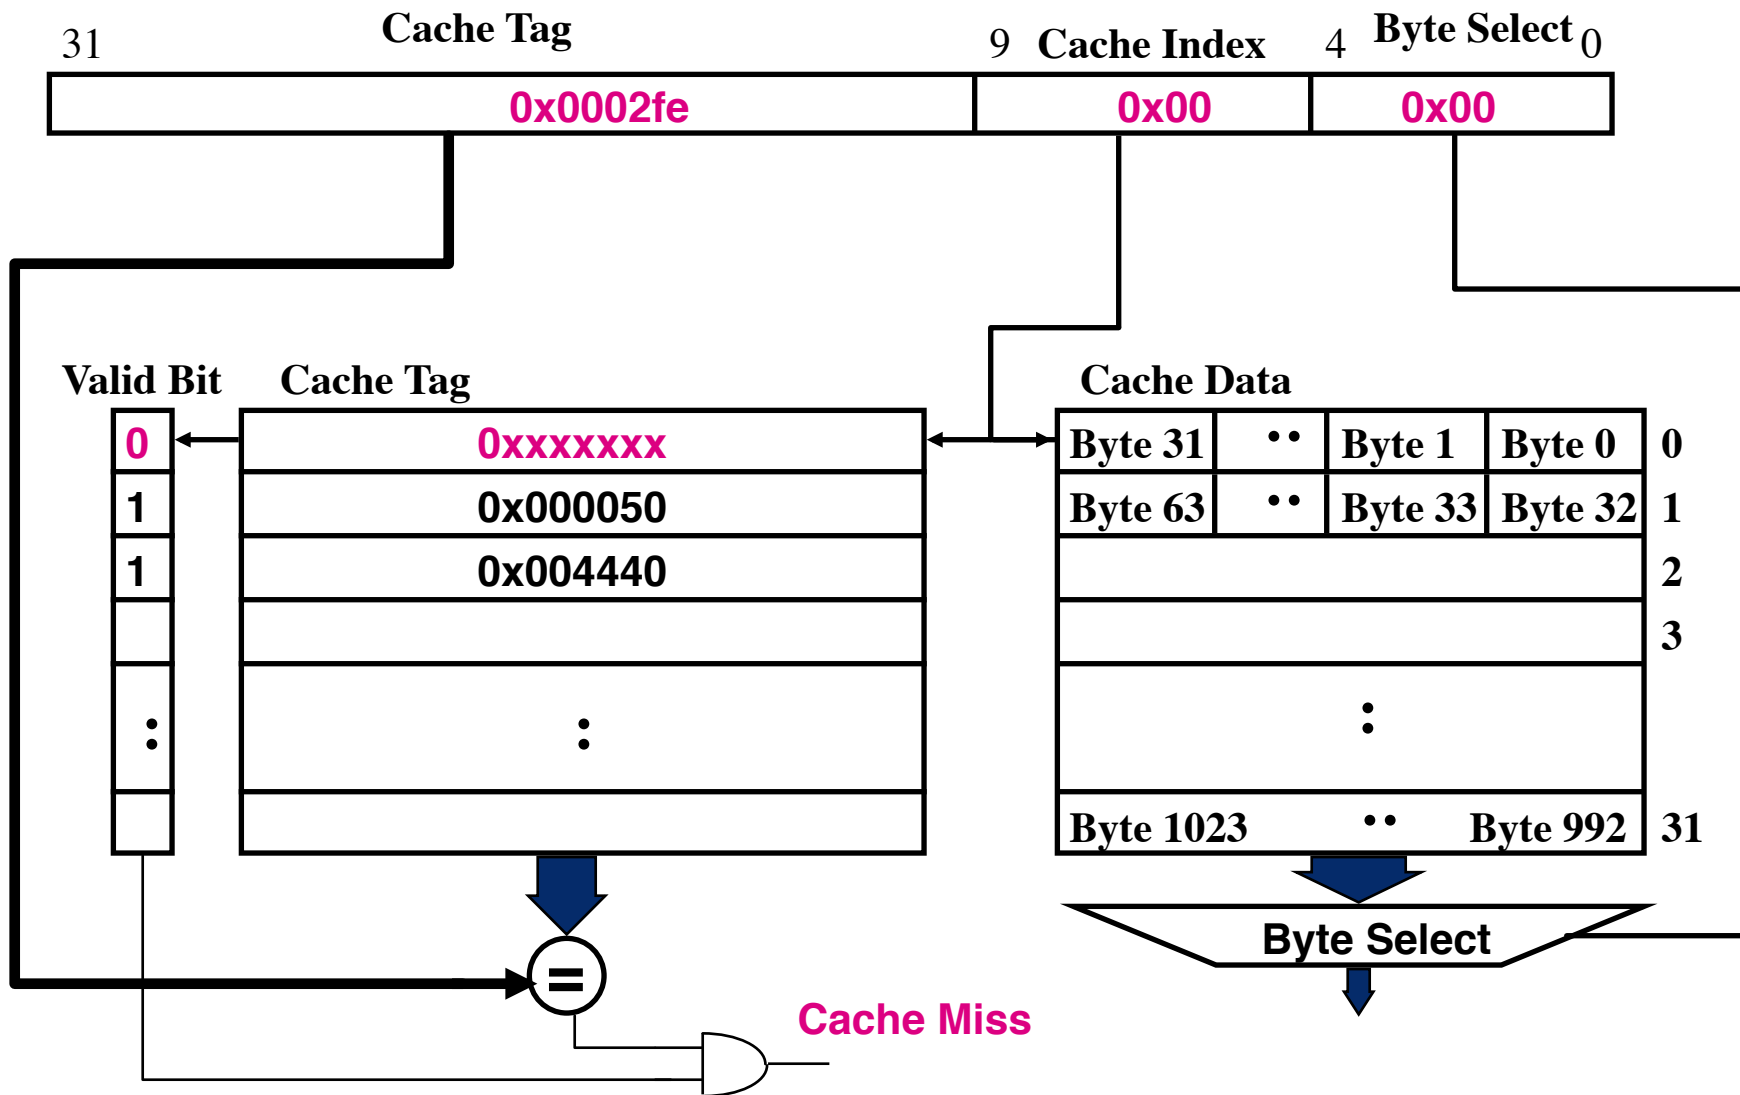 31 Cache Tag 9 Cache Index 4 Byte Select 0
0x0002fe 0x00 0x00
Valid Bit Cache Tag Cache Data
0 0xxxxxxx Byte 31 •• Byte 1 Byte 0 0
1 0x000050 Byte 63 •• Byte 33 Byte 32 1
1 0x004440 2
3
: : :
Byte 1023 •• Byte 992 31
Byte Select
=
Cache Miss